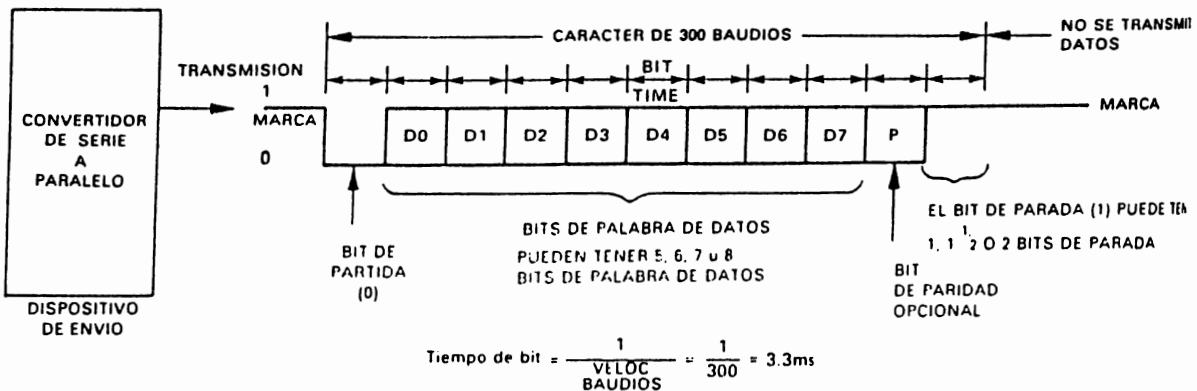 CARACTER DE 300 BAUDIOS
NO SE TRANSMI
DATOS
TRANSMISION
BIT
TIME
1
MARCA
0
D0 D1 D2 D3 D4 D5 D6 D7 P
MARCA
CONVERTIDOR
DE SERIE
A
PARALELO
DISPOSITIVO
DE ENVIO
BIT DE
PARTIDA
(0)
BITS DE PALABRA DE DATOS
PUEDEN TENER 5, 6, 7 u 8
BITS DE PALABRA DE DATOS
EL BIT DE PARADA (1) PUEDE TEN
1, 1 1/2 O 2 BITS DE PARADA
BIT
DE PARIDAD
OPCIONAL
Tiempo de bit = 1 / VELOC BAUDIOS = 1 / 300 = 3.3ms